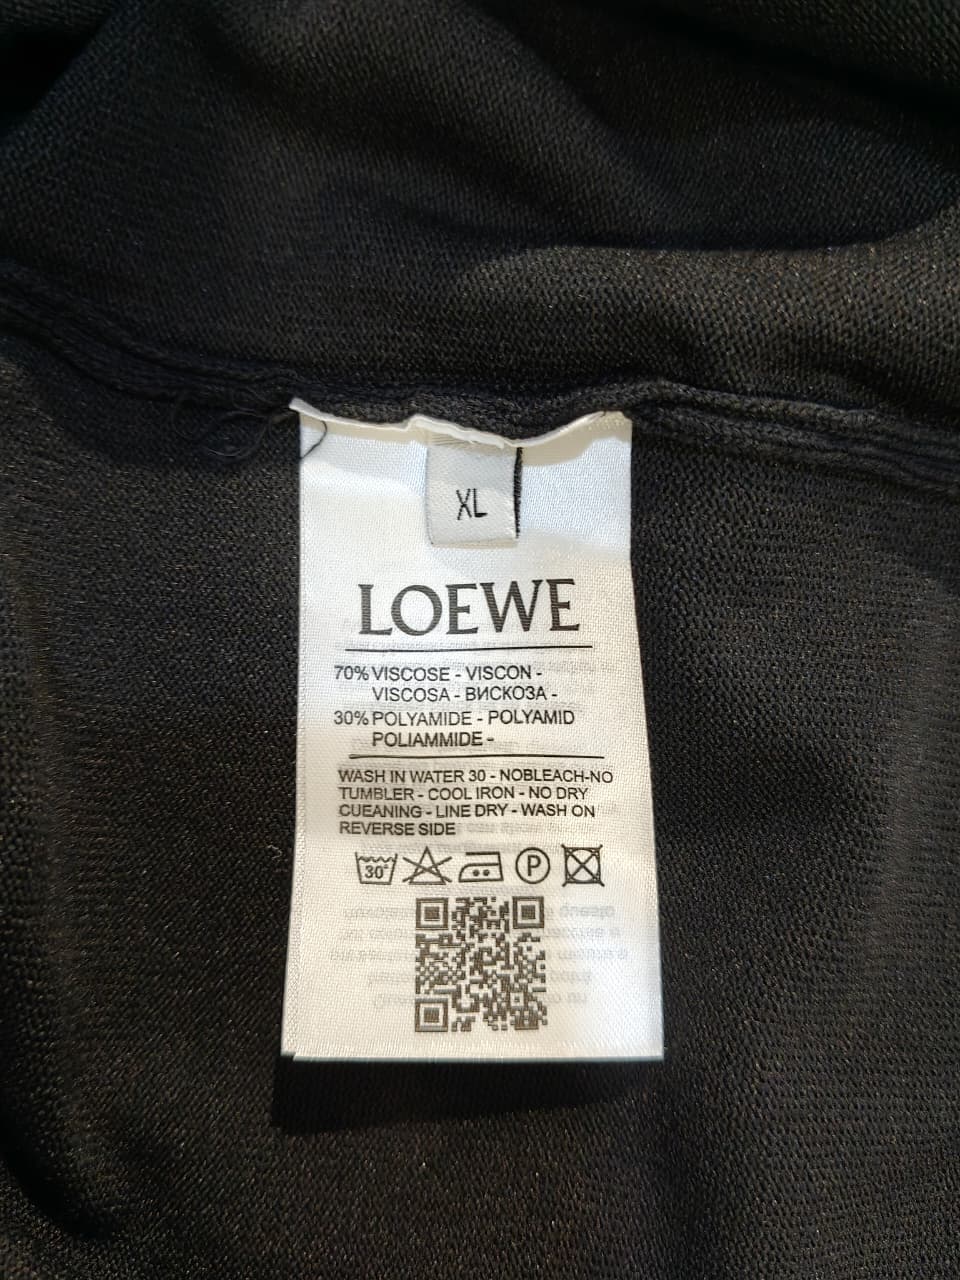 XL
LOEWE
70% VISCOSE - VISCON -
VISCOSA - ВИСКОЗА -
30% POLYAMIDE - POLYAMID
POLIAMMIDE -
WASH IN WATER 30 - NOBLEACH-NO
TUMBLER - COOL IRON - NO DRY
CUEANING - LINE DRY - WASH ON
REVERSE SIDE
30°
P